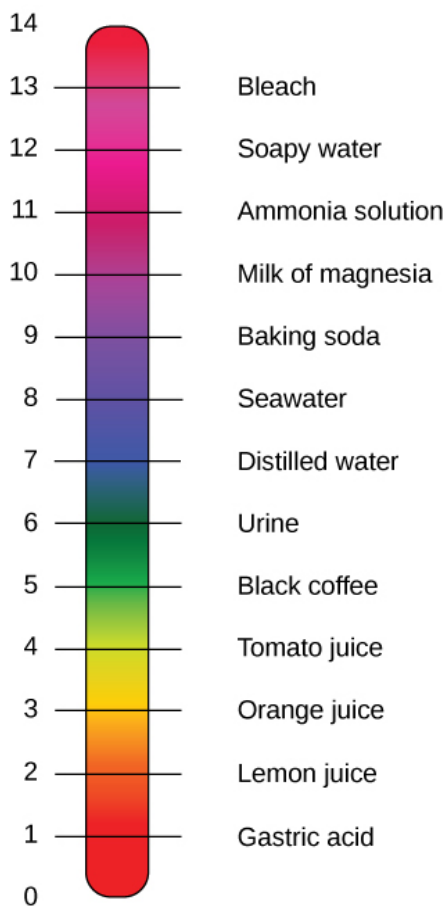 14
13 Bleach
12 Soapy water
11 Ammonia solution
10 Milk of magnesia
9 Baking soda
8 Seawater
7 Distilled water
6 Urine
5 Black coffee
4 Tomato juice
3 Orange juice
2 Lemon juice
1 Gastric acid
0